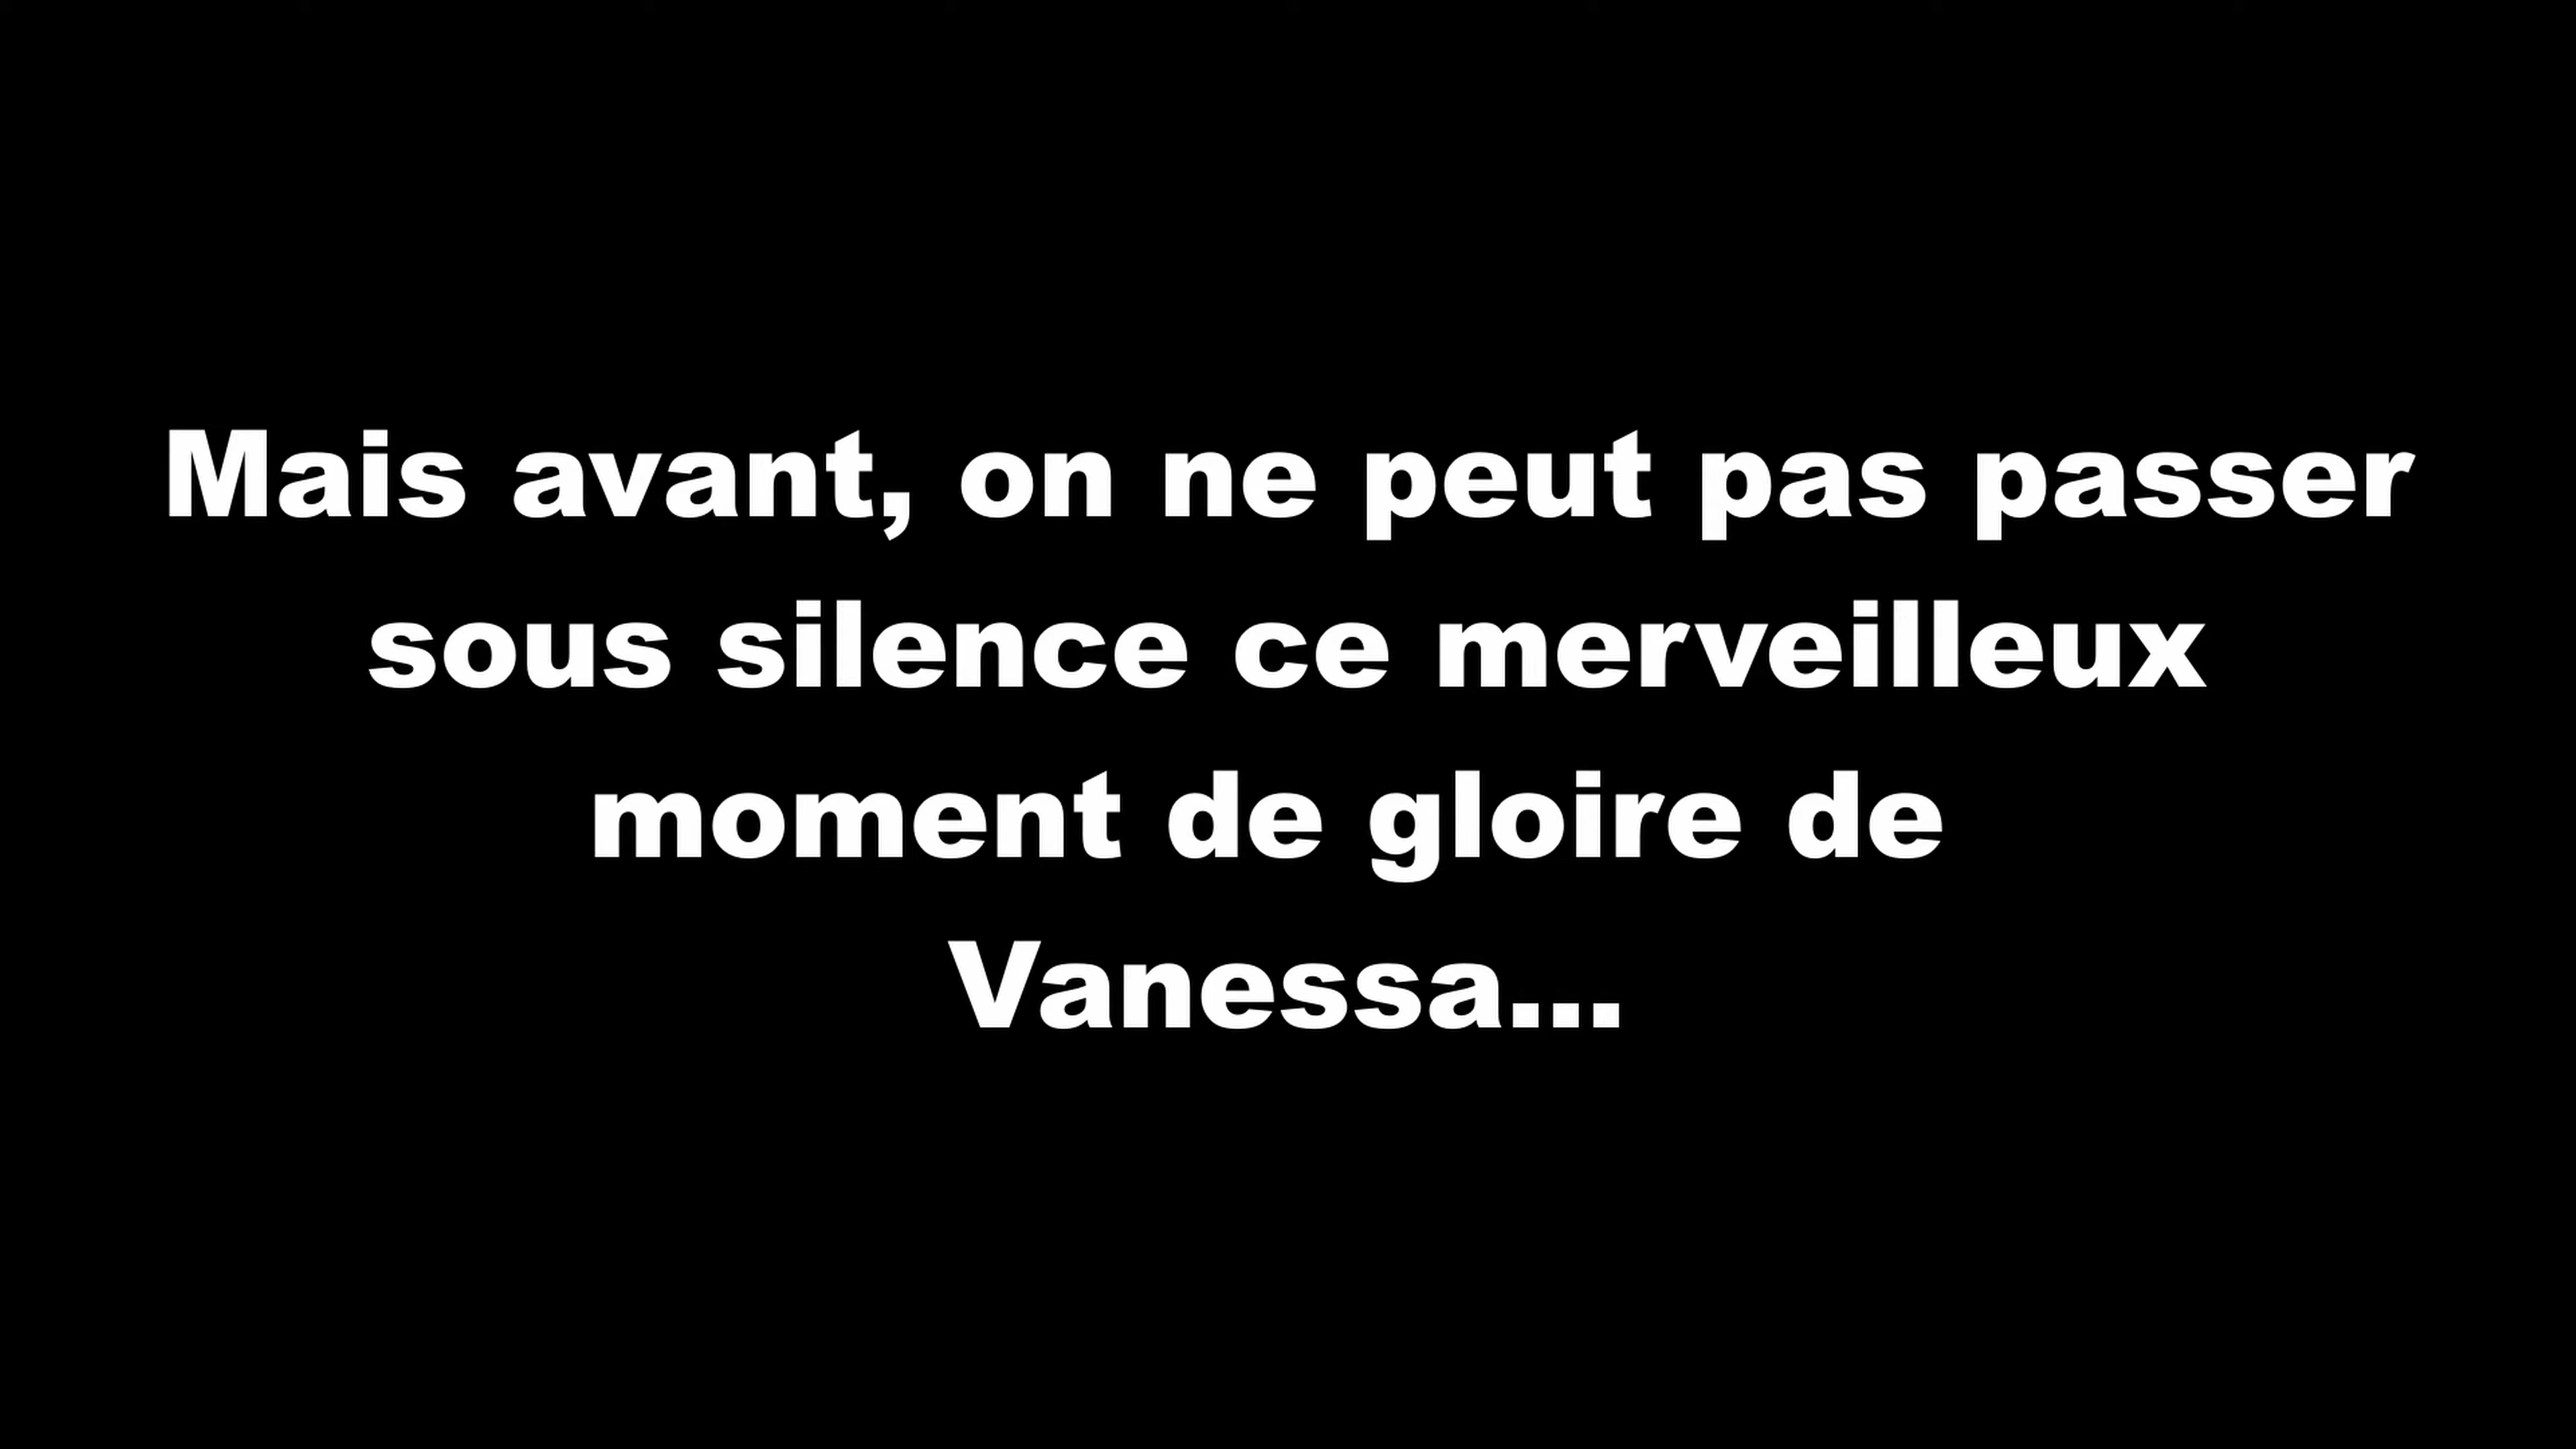 Mais avant, on ne peut pas passer
sous silence ce merveilleux
moment de gloire de
Vanessa...